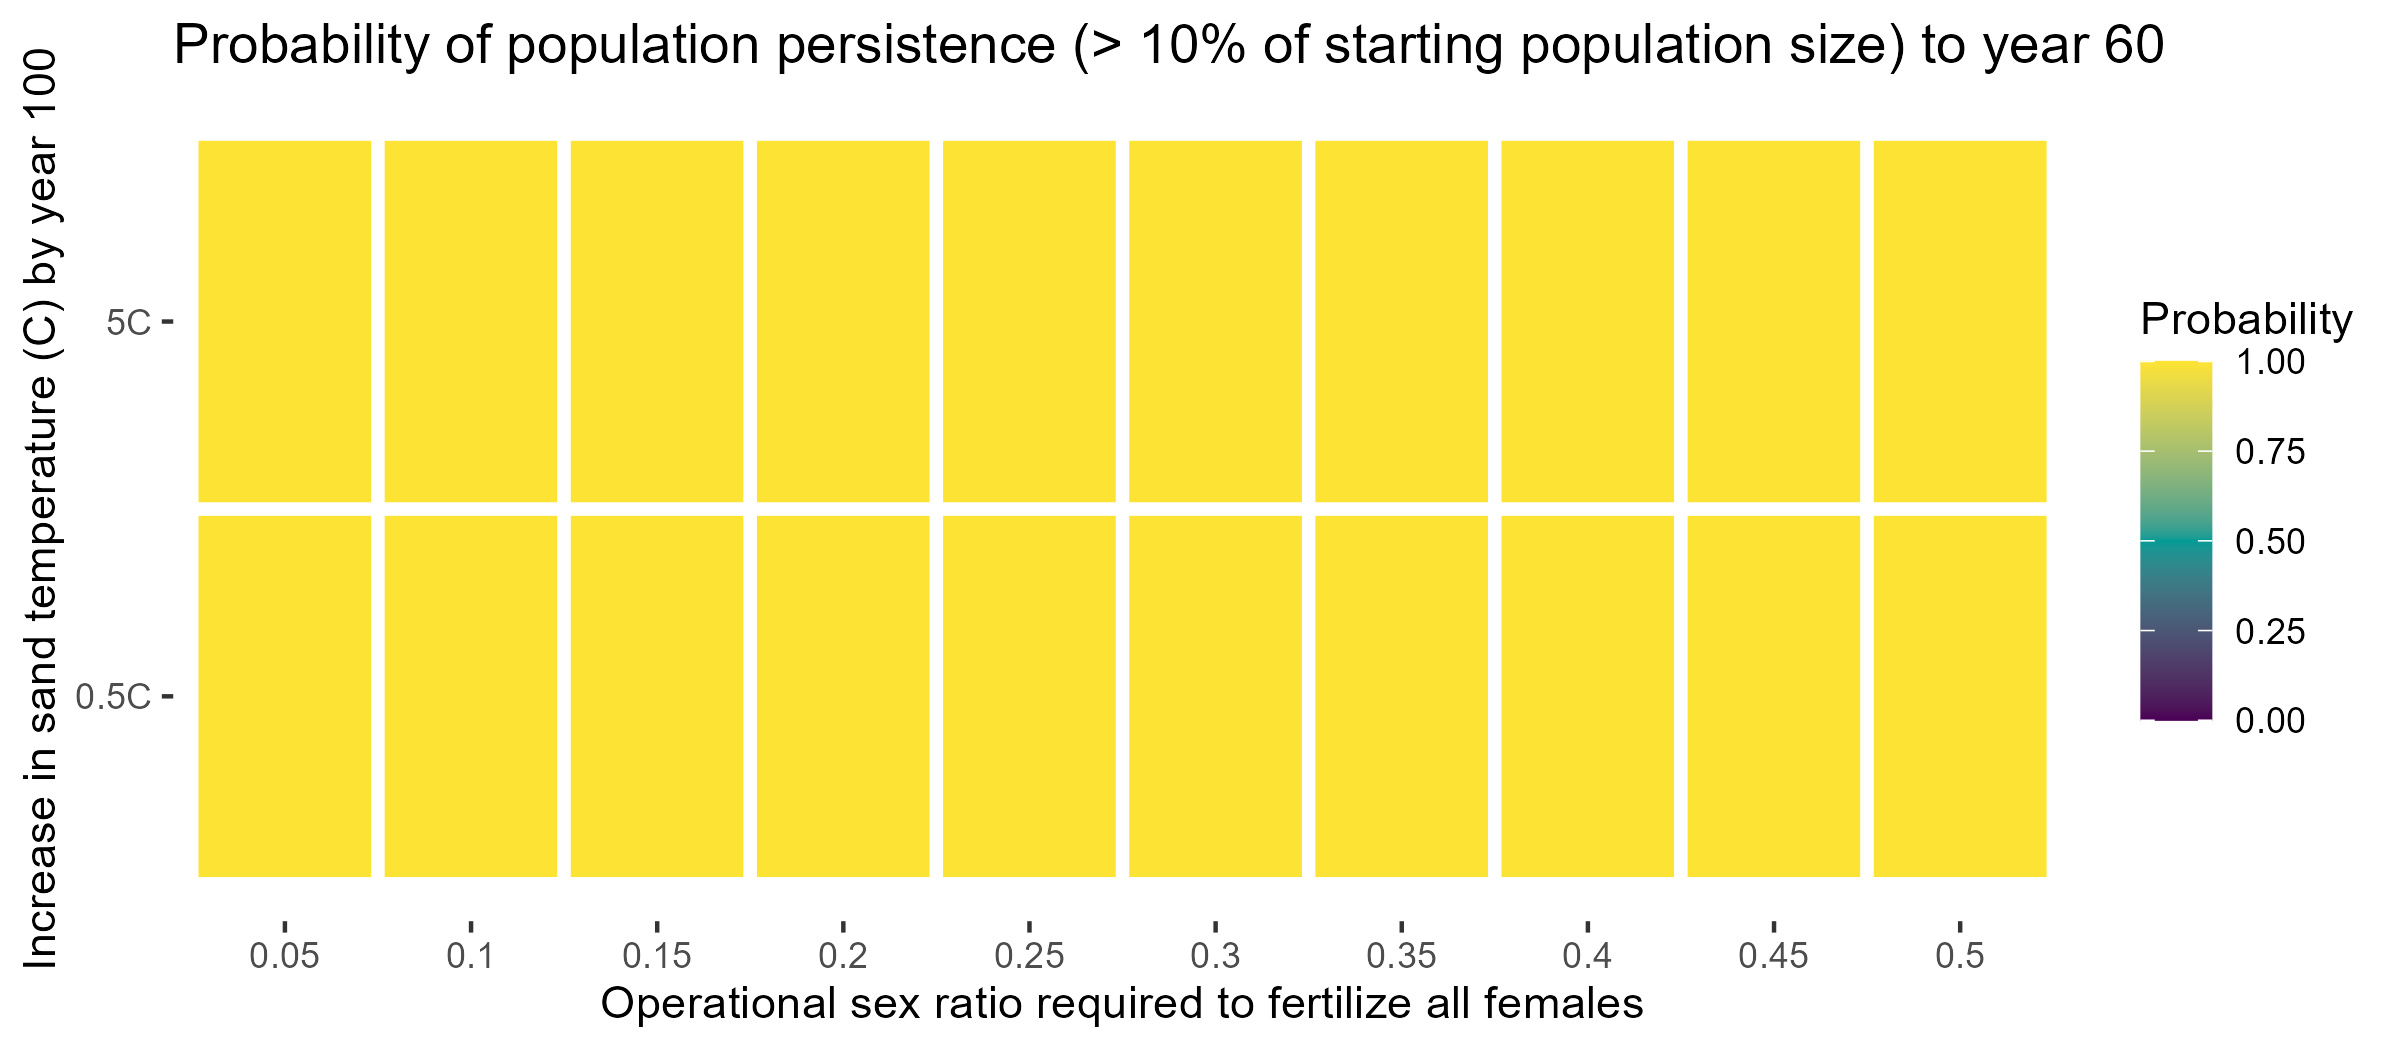 Probability of population persistence (> 10% of starting population size) to year 60
Increase in sand temperature (C) by year 100
5C
0.5C
0.05
0.1
0.15
0.2
0.25
0.3
0.35
0.4
0.45
0.5
Operational sex ratio required to fertilize all females
Probability
1.00
0.75
0.50
0.25
0.00